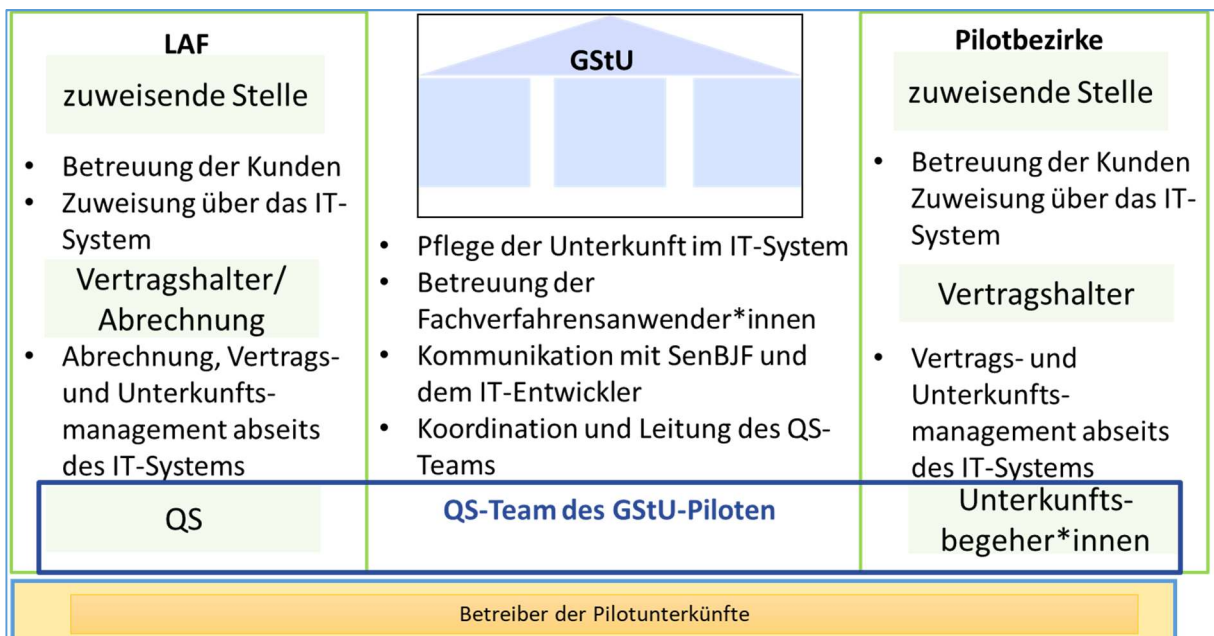 LAF
zuweisende Stelle
• Betreuung der Kunden
• Zuweisung über das IT-
System
Vertragshalter/
Abrechnung
• Abrechnung, Vertrags-
und Unterkunfts-
management abseits
des IT-Systems
QS
GStU
• Pflege der Unterkunft im IT-System
• Betreuung der
Fachverfahrensanwender*innen
• Kommunikation mit SenBJF und
dem IT-Entwickler
• Koordination und Leitung des QS-
Teams
QS-Team des GStU-Piloten
Pilotbezirke
zuweisende Stelle
• Betreuung der Kunden
Zuweisung über das IT-
System
Vertragshalter
• Vertrags- und
Unterkunfts-
management abseits
des IT-Systems
Unterkunfts-
begeher*innen
Betreiber der Pilotunterkünfte